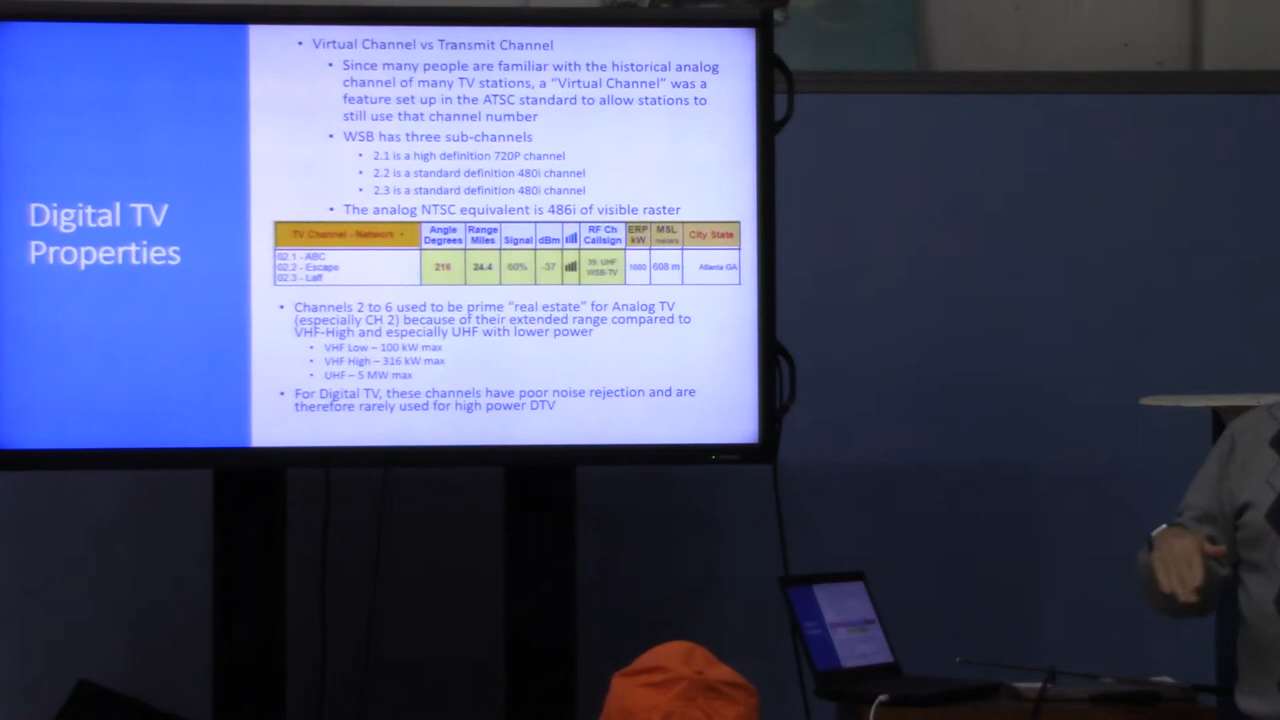 Digital TV
Properties
• Virtual Channel vs Transmit Channel
• Since many people are familiar with the historical analog
channel of many TV stations, a “Virtual Channel” was a
feature set up in the ATSC standard to allow stations to
still use that channel number
• WSB has three sub-channels
• 2.1 is a high definition 720P channel
• 2.2 is a standard definition 480i channel
• 2.3 is a standard definition 480i channel
• The analog NTSC equivalent is 486i of visible raster
TV Channel - Network Angle Degrees Range Miles Signal dBm RF Ch Callsign ERP kW MSL meters City State
02.1 - ABC
02.2 - Escape
02.3 - Laff
216 24.4 60% -37 39, UHF WSB-TV 1000 608 m Atlanta GA
• Channels 2 to 6 used to be prime “real estate” for Analog TV
(especially CH 2) because of their extended range compared to
VHF-High and especially UHF with lower power
• VHF Low – 100 kW max
• VHF High – 316 kW max
• UHF – 5 MW max
• For Digital TV, these channels have poor noise rejection and are
therefore rarely used for high power DTV